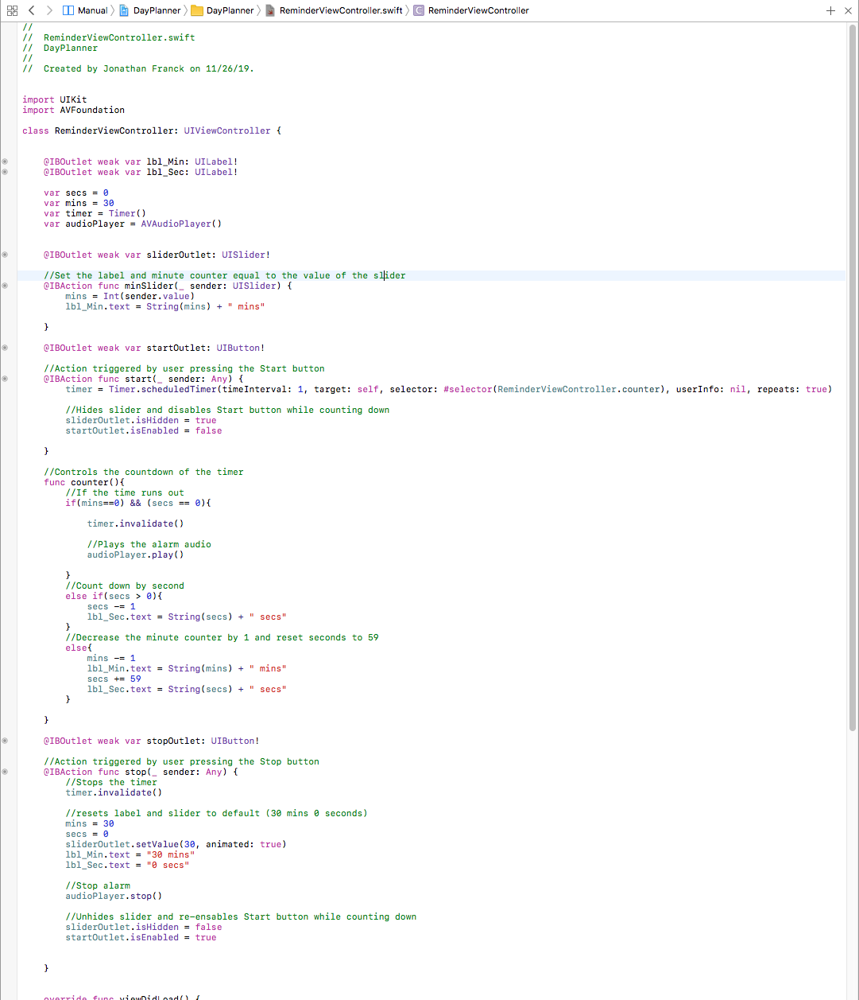 Manual DayPlanner DayPlanner ReminderViewController.swift ReminderViewController
//
// ReminderViewController.swift
// DayPlanner
//
// Created by Jonathan Franck on 11/26/19.
import UIKit
import AVFoundation
class ReminderViewController: UIViewController {
@IBOutlet weak var lbl_Min: UILabel!
@IBOutlet weak var lbl_Sec: UILabel!
var secs = 0
var mins = 30
var timer = Timer()
var audioPlayer = AVAudioPlayer()
@IBOutlet weak var sliderOutlet: UISlider!
//Set the label and minute counter equal to the value of the slider
@IBAction func minSlider(_ sender: UISlider) {
mins = Int(sender.value)
lbl_Min.text = String(mins) + " mins"
}
@IBOutlet weak var startOutlet: UIButton!
//Action triggered by user pressing the Start button
@IBAction func start(_ sender: Any) {
timer = Timer.scheduledTimer(timeInterval: 1, target: self, selector: #selector(ReminderViewController.counter), userInfo: nil, repeats: true)
//Hides slider and disables Start button while counting down
sliderOutlet.isHidden = true
startOutlet.isEnabled = false
}
//Controls the countdown of the timer
func counter(){
//If the time runs out
if(mins==0) && (secs == 0){
timer.invalidate()
//Plays the alarm audio
audioPlayer.play()
}
//Count down by second
else if(secs > 0){
secs -= 1
lbl_Sec.text = String(secs) + " secs"
}
//Decrease the minute counter by 1 and reset seconds to 59
else{
mins -= 1
lbl_Min.text = String(mins) + " mins"
secs += 59
lbl_Sec.text = String(secs) + " secs"
}
}
@IBOutlet weak var stopOutlet: UIButton!
//Action triggered by user pressing the Stop button
@IBAction func stop(_ sender: Any) {
//Stops the timer
timer.invalidate()
//resets label and slider to default (30 mins 0 seconds)
mins = 30
secs = 0
sliderOutlet.setValue(30, animated: true)
lbl_Min.text = "30 mins"
lbl_Sec.text = "0 secs"
//Stop alarm
audioPlayer.stop()
//Unhides slider and re-ensables Start button while counting down
sliderOutlet.isHidden = false
startOutlet.isEnabled = true
}
override func viewDidLoad() {